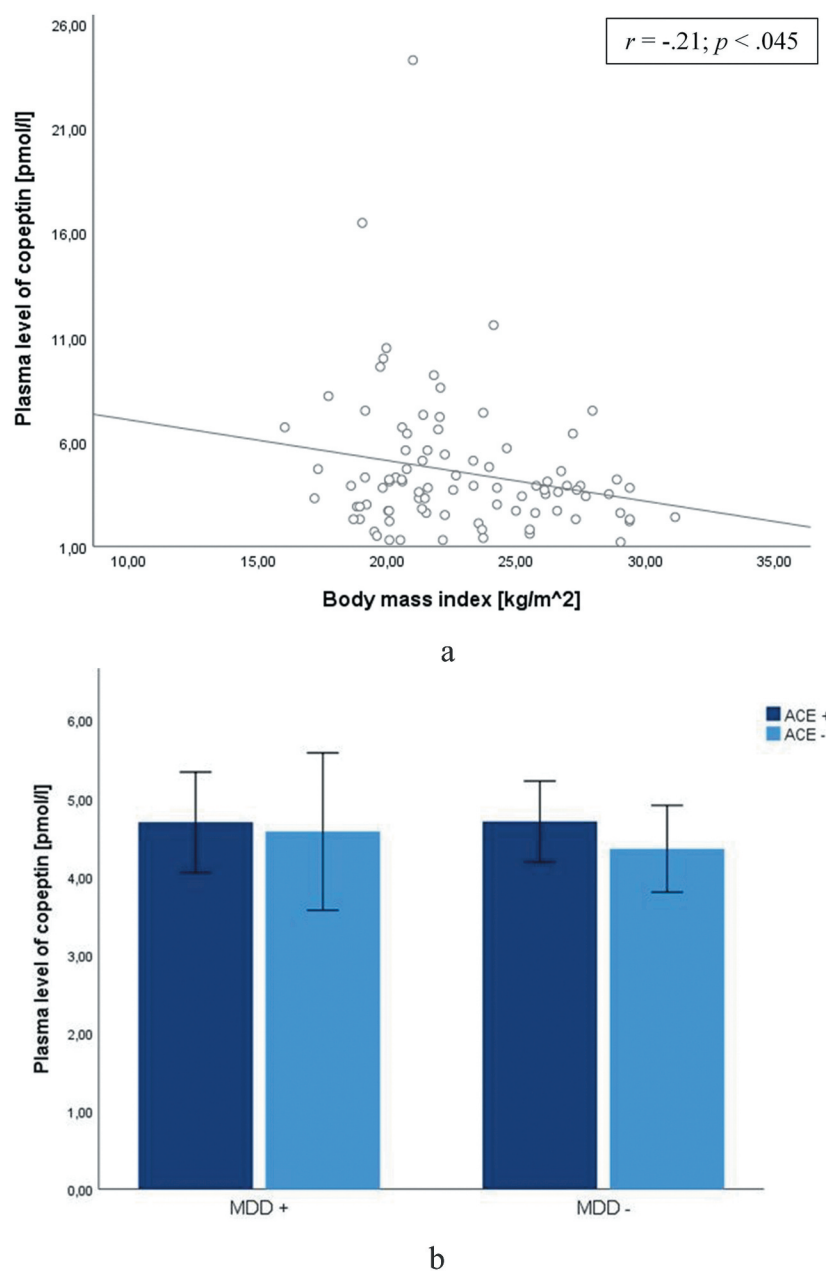 r = -.21; p < .045
26,00
21,00
16,00
11,00
6,00
1,00
Plasma level of copeptin [pmol/l]
10,00 15,00 20,00 25,00 30,00 35,00
Body mass index [kg/m^2]
a
6,00
5,00
4,00
3,00
2,00
1,00
0,00
Plasma level of copeptin [pmol/l]
ACE +
ACE -
MDD + MDD -
b